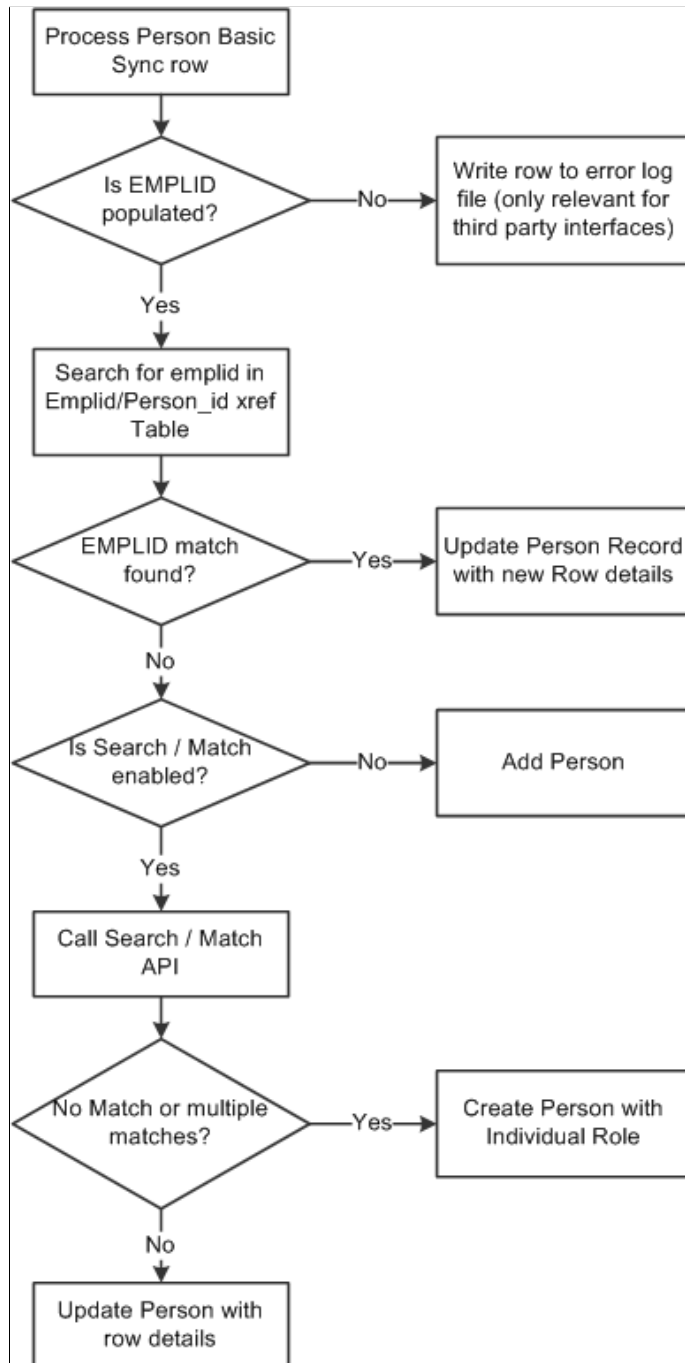 Process Person Basic
Sync row
Is EMPLID
populated?
No
Write row to error log
file (only relevant for
third party interfaces)
Yes
Search for emplid in
Emplid/Person_id xref
Table
EMPLID match
found?
Yes
Update Person Record
with new Row details
No
Is Search / Match
enabled?
No
Add Person
Yes
Call Search / Match
API
No Match or multiple
matches?
Yes
Create Person with
Individual Role
No
Update Person with
row details